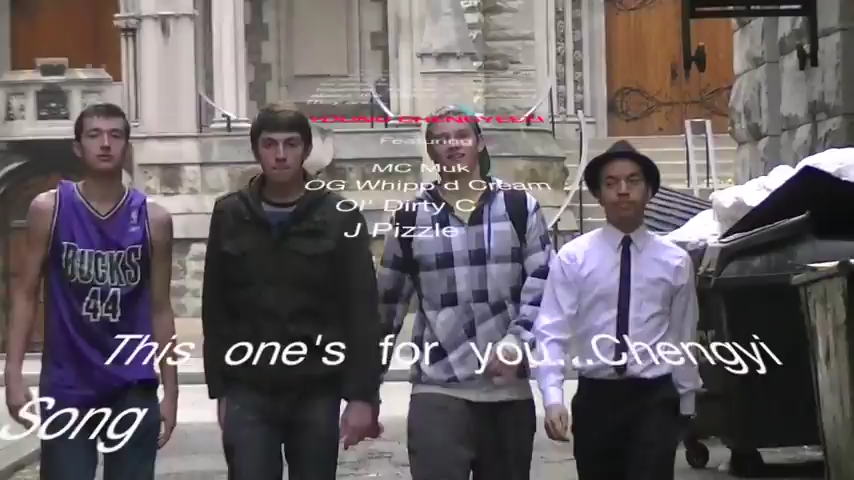 Featuring
MC Muk
OG Whipp'd Cream
Ol' Dirty C
J Pizzle
BUCKS
44
This one's for you...Chengyi
Song